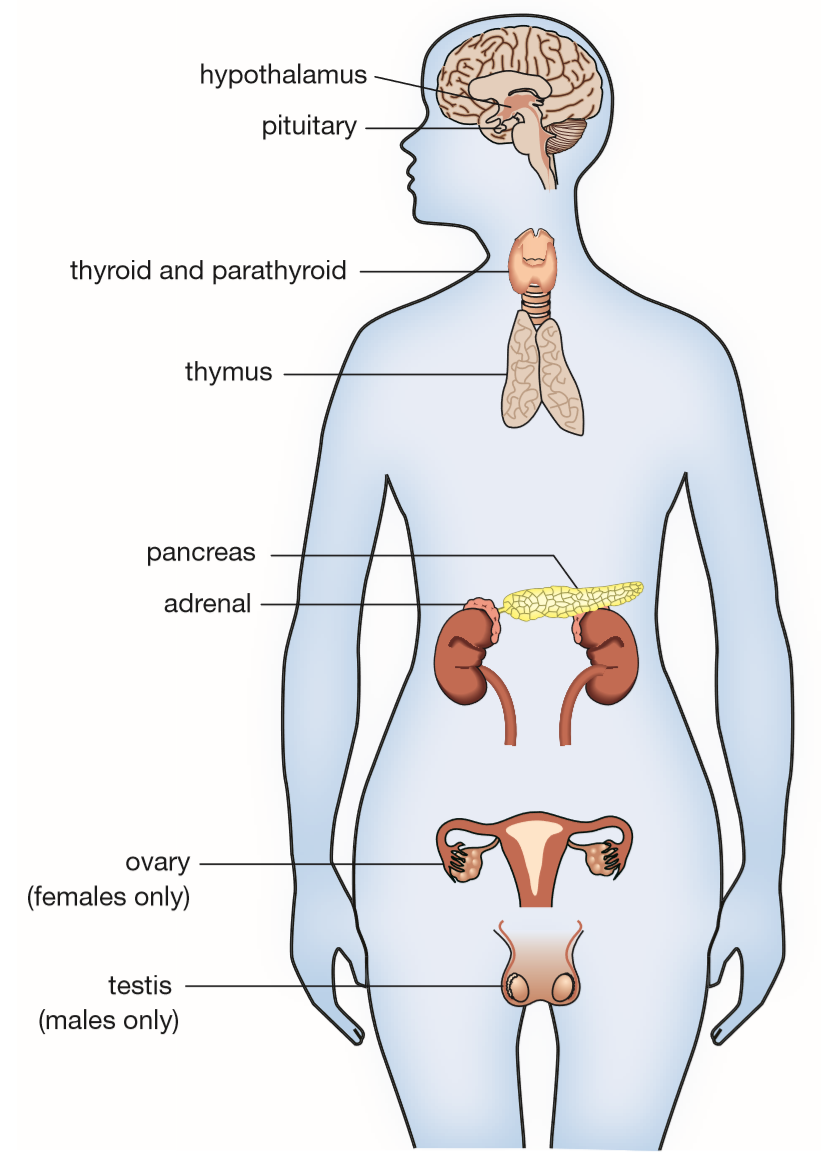 hypothalamus
pituitary
thyroid and parathyroid
thymus
pancreas
adrenal
ovary
(females only)
testis
(males only)